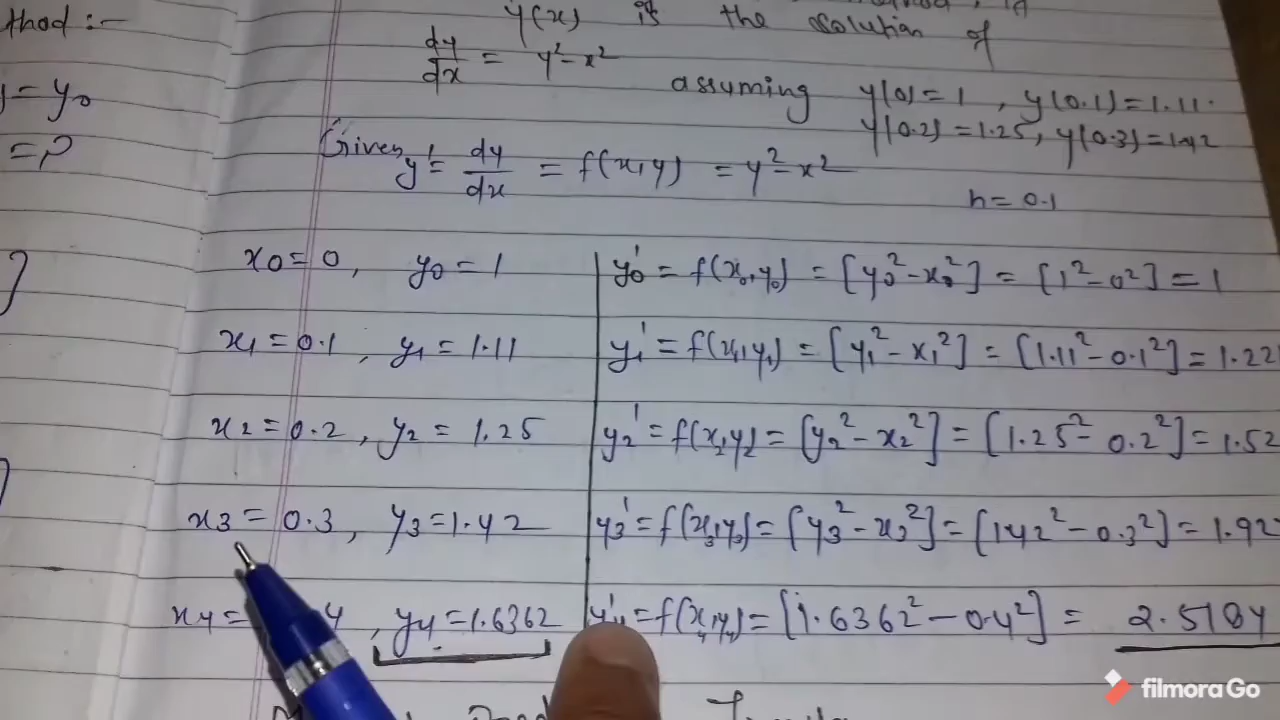 thod :-
y(x) is the solution of
dy/dx = y²-x²
assuming y(0)=1, y(0.1)=1.11.
y(0.2)=1.25, y(0.3)=1.42
= y₀
= ?
Given y' = dy/dx = f(x,y) = y²-x²
h = 0.1
x₀ = 0, y₀ = 1 y₀' = f(x₀,y₀) = [y₀²-x₀²] = [1²-0²] = 1
x₁ = 0.1, y₁ = 1.11 y₁' = f(x₁,y₁) = [y₁²-x₁²] = [1.11²-0.1²] = 1.22
x₂ = 0.2, y₂ = 1.25 y₂' = f(x₂,y₂ = [y₂²-x₂²] = [1.25²-0.2²] = 1.52
x₃ = 0.3, y₃ = 1.42 y₃' = f(x₃,y₃) = [y₃²-x₃²] = [1.42²-0.3²] = 1.92
x₄ = 4, y₄ = 1.6362 y₄' = f(x₄,y₄) = [1.6362²-0.4²] = 2.5184
filmora Go